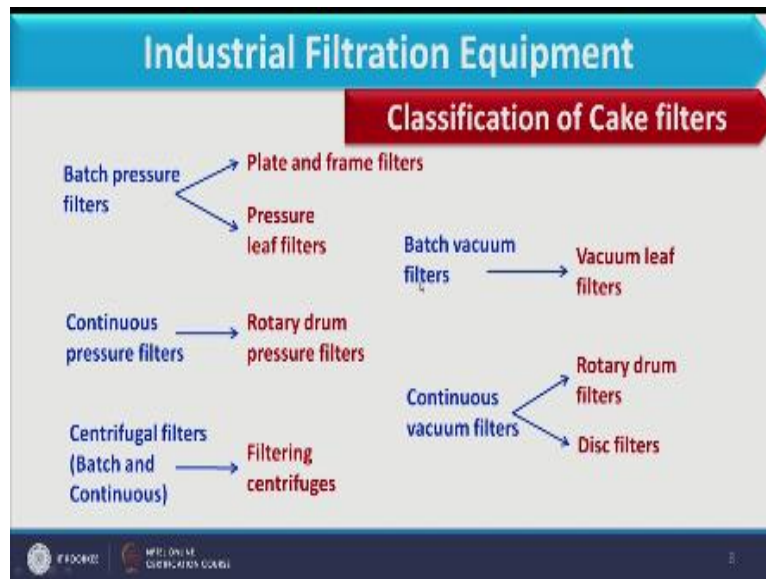 Industrial Filtration Equipment
Classification of Cake filters
Batch pressure
filters
Plate and frame filters
Pressure
leaf filters
Continuous
pressure filters
Rotary drum
pressure filters
Centrifugal filters
(Batch and
Continuous)
Filtering
centrifuges
Batch vacuum
filters
Vacuum leaf
filters
Continuous
vacuum filters
Rotary drum
filters
Disc filters
IIT ROORKEE
NPTEL ONLINE
CERTIFICATION COURSE